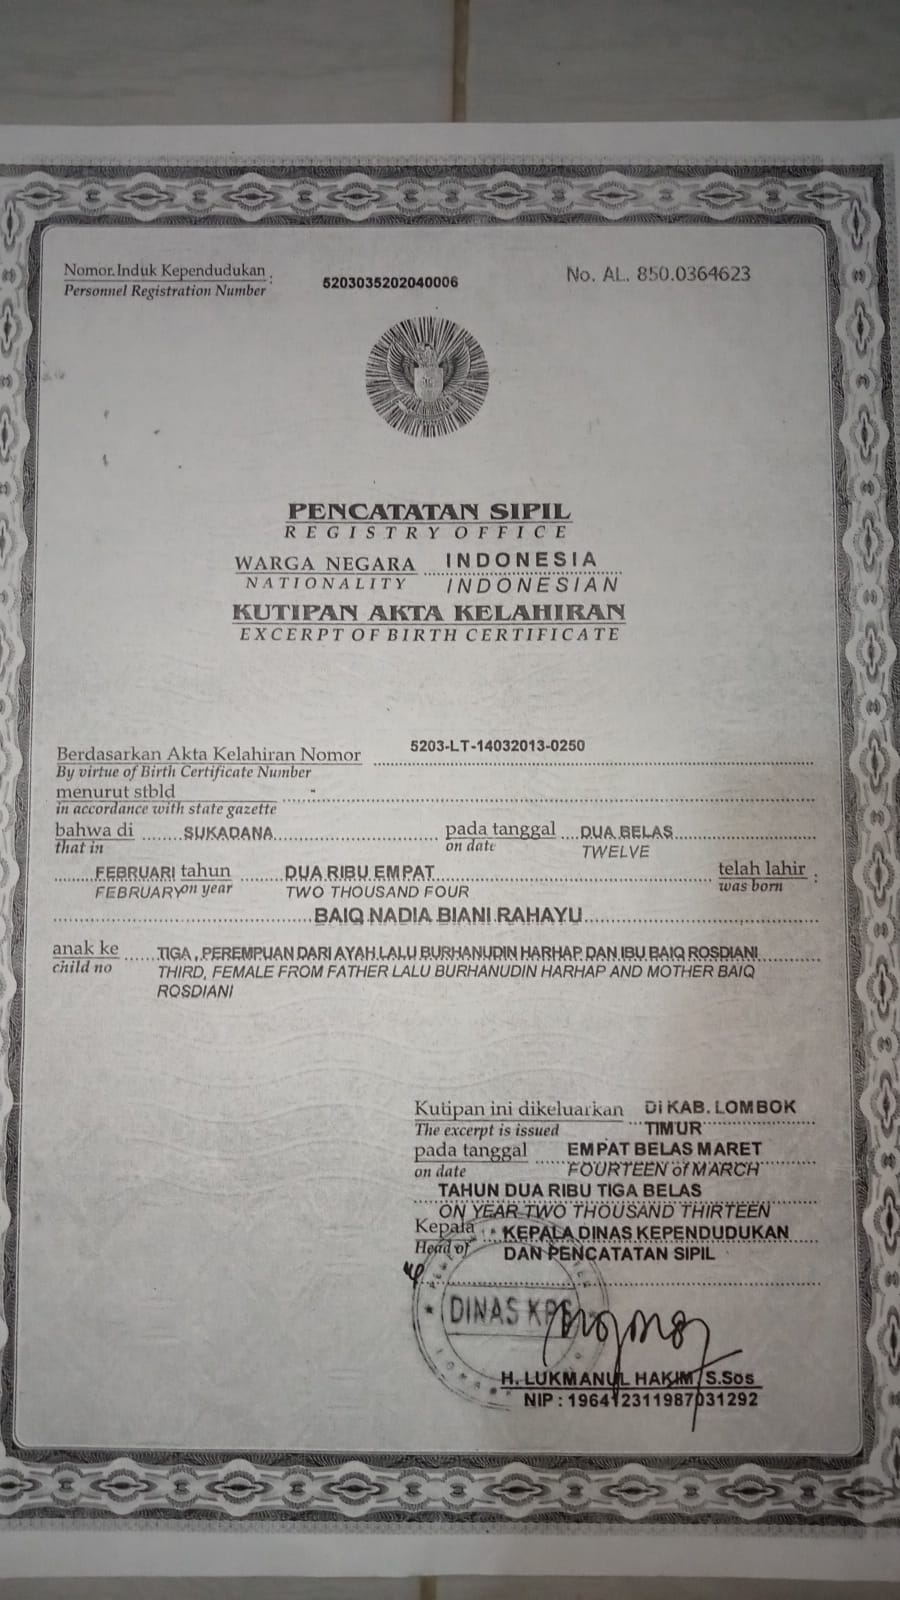 Nomor Induk Kependudukan : 5203035202040006 No. AL. 850.0364623
Personnel Registration Number
PENCATATAN SIPIL
REGISTRY OFFICE
WARGA NEGARA INDONESIA
NATIONALITY INDONESIAN
KUTIPAN AKTA KELAHIRAN
EXCERPT OF BIRTH CERTIFICATE
Berdasarkan Akta Kelahiran Nomor 5203-LT-14032013-0250
By virtue of Birth Certificate Number
menurut stbld -
in accordance with state gazette
bahwa di SUKADANA pada tanggal DUA BELAS
that in on date TWELVE
FEBRUARI tahun DUA RIBU EMPAT telah lahir :
FEBRUARY on year TWO THOUSAND FOUR was born
BAIQ NADIA BIANI RAHAYU
anak ke TIGA, PEREMPUAN DARI AYAH LALU BURHANUDIN HARHAP DAN IBU BAIQ ROSDIANI
child no THIRD, FEMALE FROM FATHER LALU BURHANUDIN HARHAP AND MOTHER BAIQ
ROSDIANI
Kutipan ini dikeluarkan Di KAB. LOMBOK
The excerpt is issued TIMUR
pada tanggal EMPAT BELAS MARET
on date FOURTEEN of MARCH
TAHUN DUA RIBU TIGA BELAS
ON YEAR TWO THOUSAND THIRTEEN
Kepala KEPALA DINAS KEPENDUDUKAN
Head of DAN PENCATATAN SIPIL
DINAS
H. LUKMANUL HAKIM, S.Sos
NIP : 196412311987031292